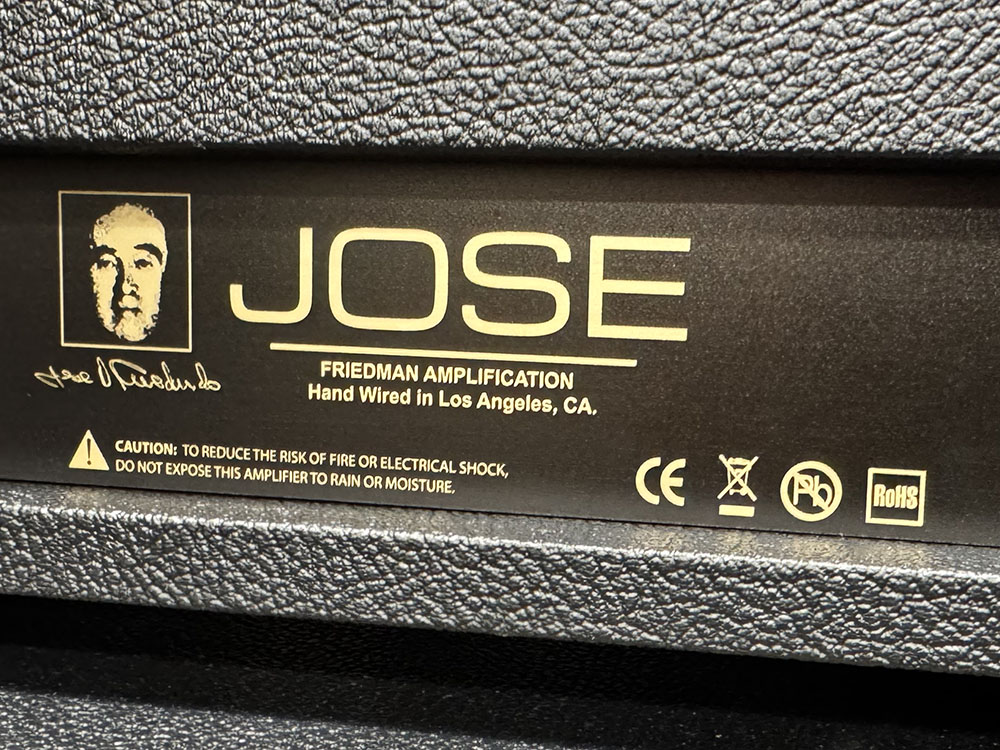 JOSE
FRIEDMAN AMPLIFICATION
Hand Wired in Los Angeles, CA.
CAUTION: TO REDUCE THE RISK OF FIRE OR ELECTRICAL SHOCK,
DO NOT EXPOSE THIS AMPLIFIER TO RAIN OR MOISTURE.
CE Pb RoHS